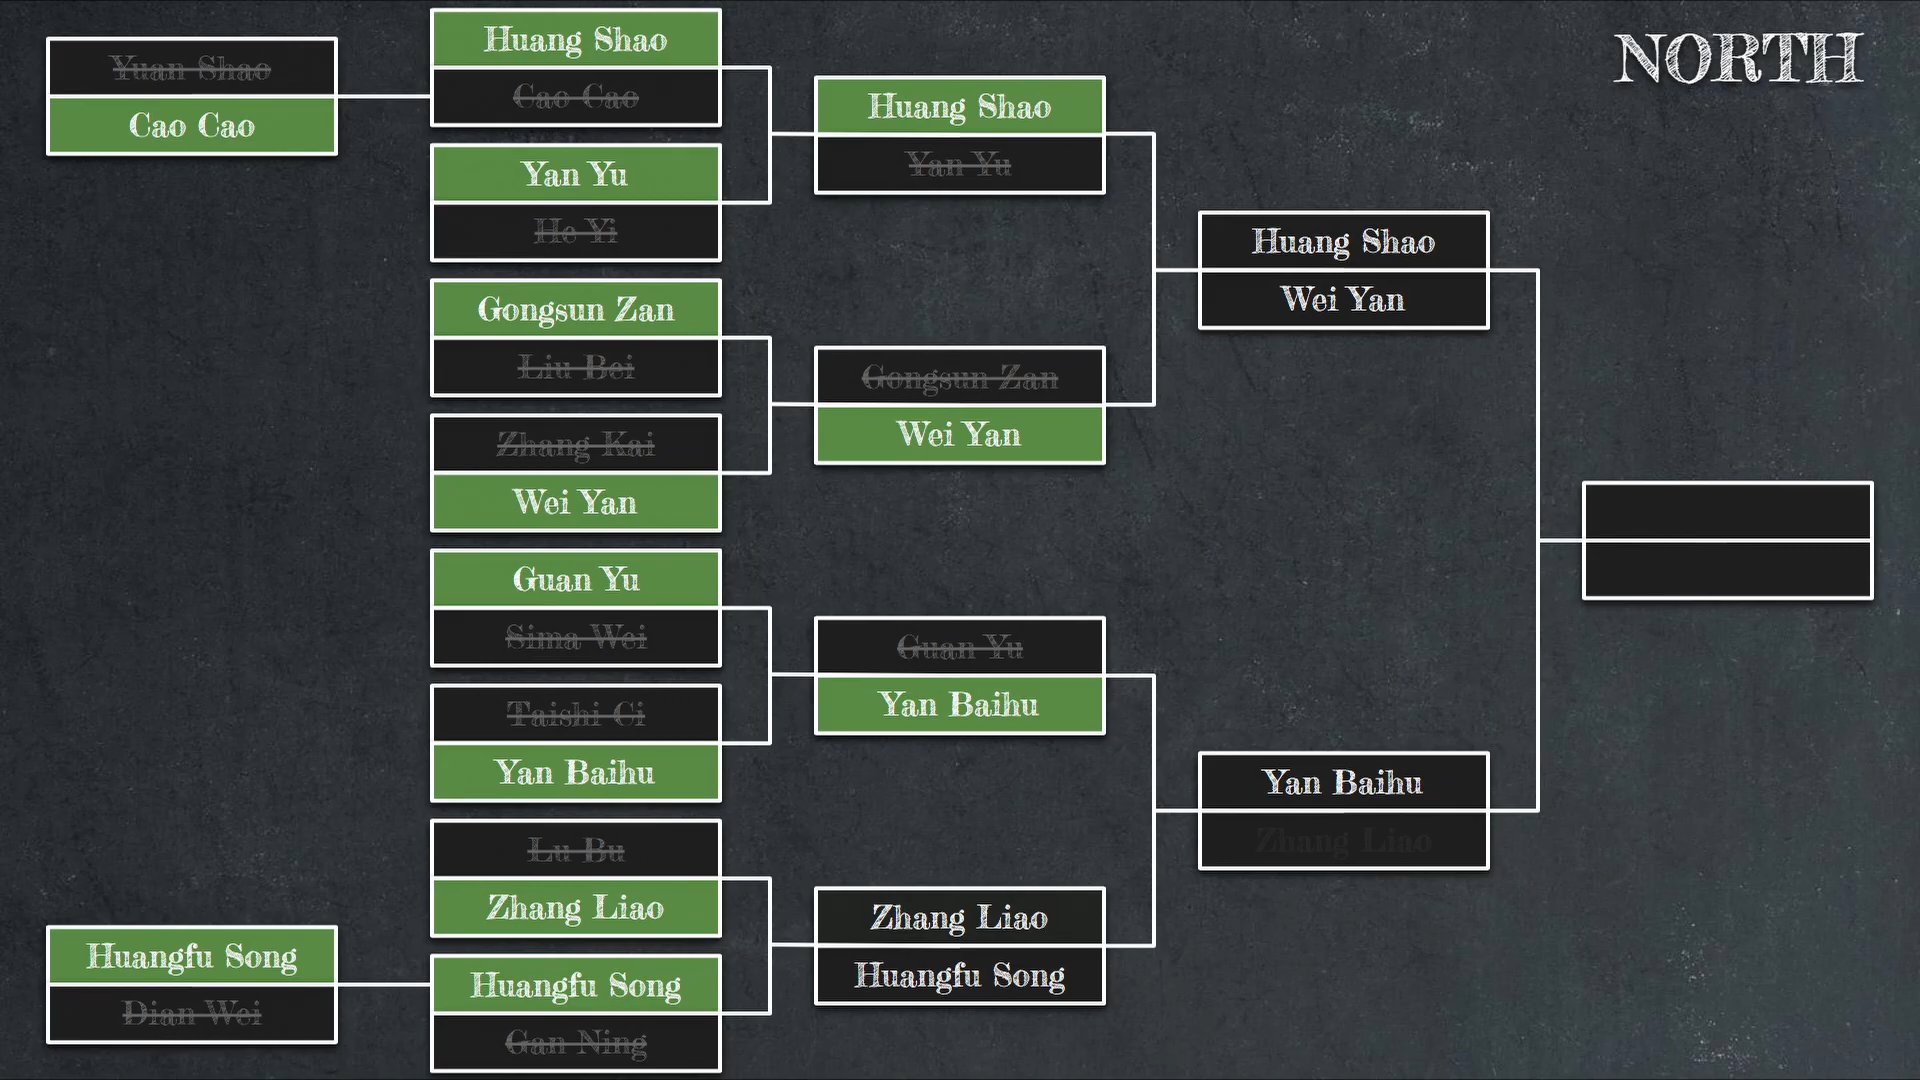 NORTH
Yuan Shao
Cao Cao
Huangfu Song
Dian Wei
Huang Shao
Cao Cao
Yan Yu
He Yi
Gongsun Zan
Liu Bei
Zhang Kai
Wei Yan
Guan Yu
Sima Wei
Taishi Ci
Yan Baihu
Lu Bu
Zhang Liao
Huangfu Song
Gan Ning
Huang Shao
Yan Yu
Gongsun Zan
Wei Yan
Guan Yu
Yan Baihu
Zhang Liao
Huangfu Song
Huang Shao
Wei Yan
Yan Baihu
Zhang Liao